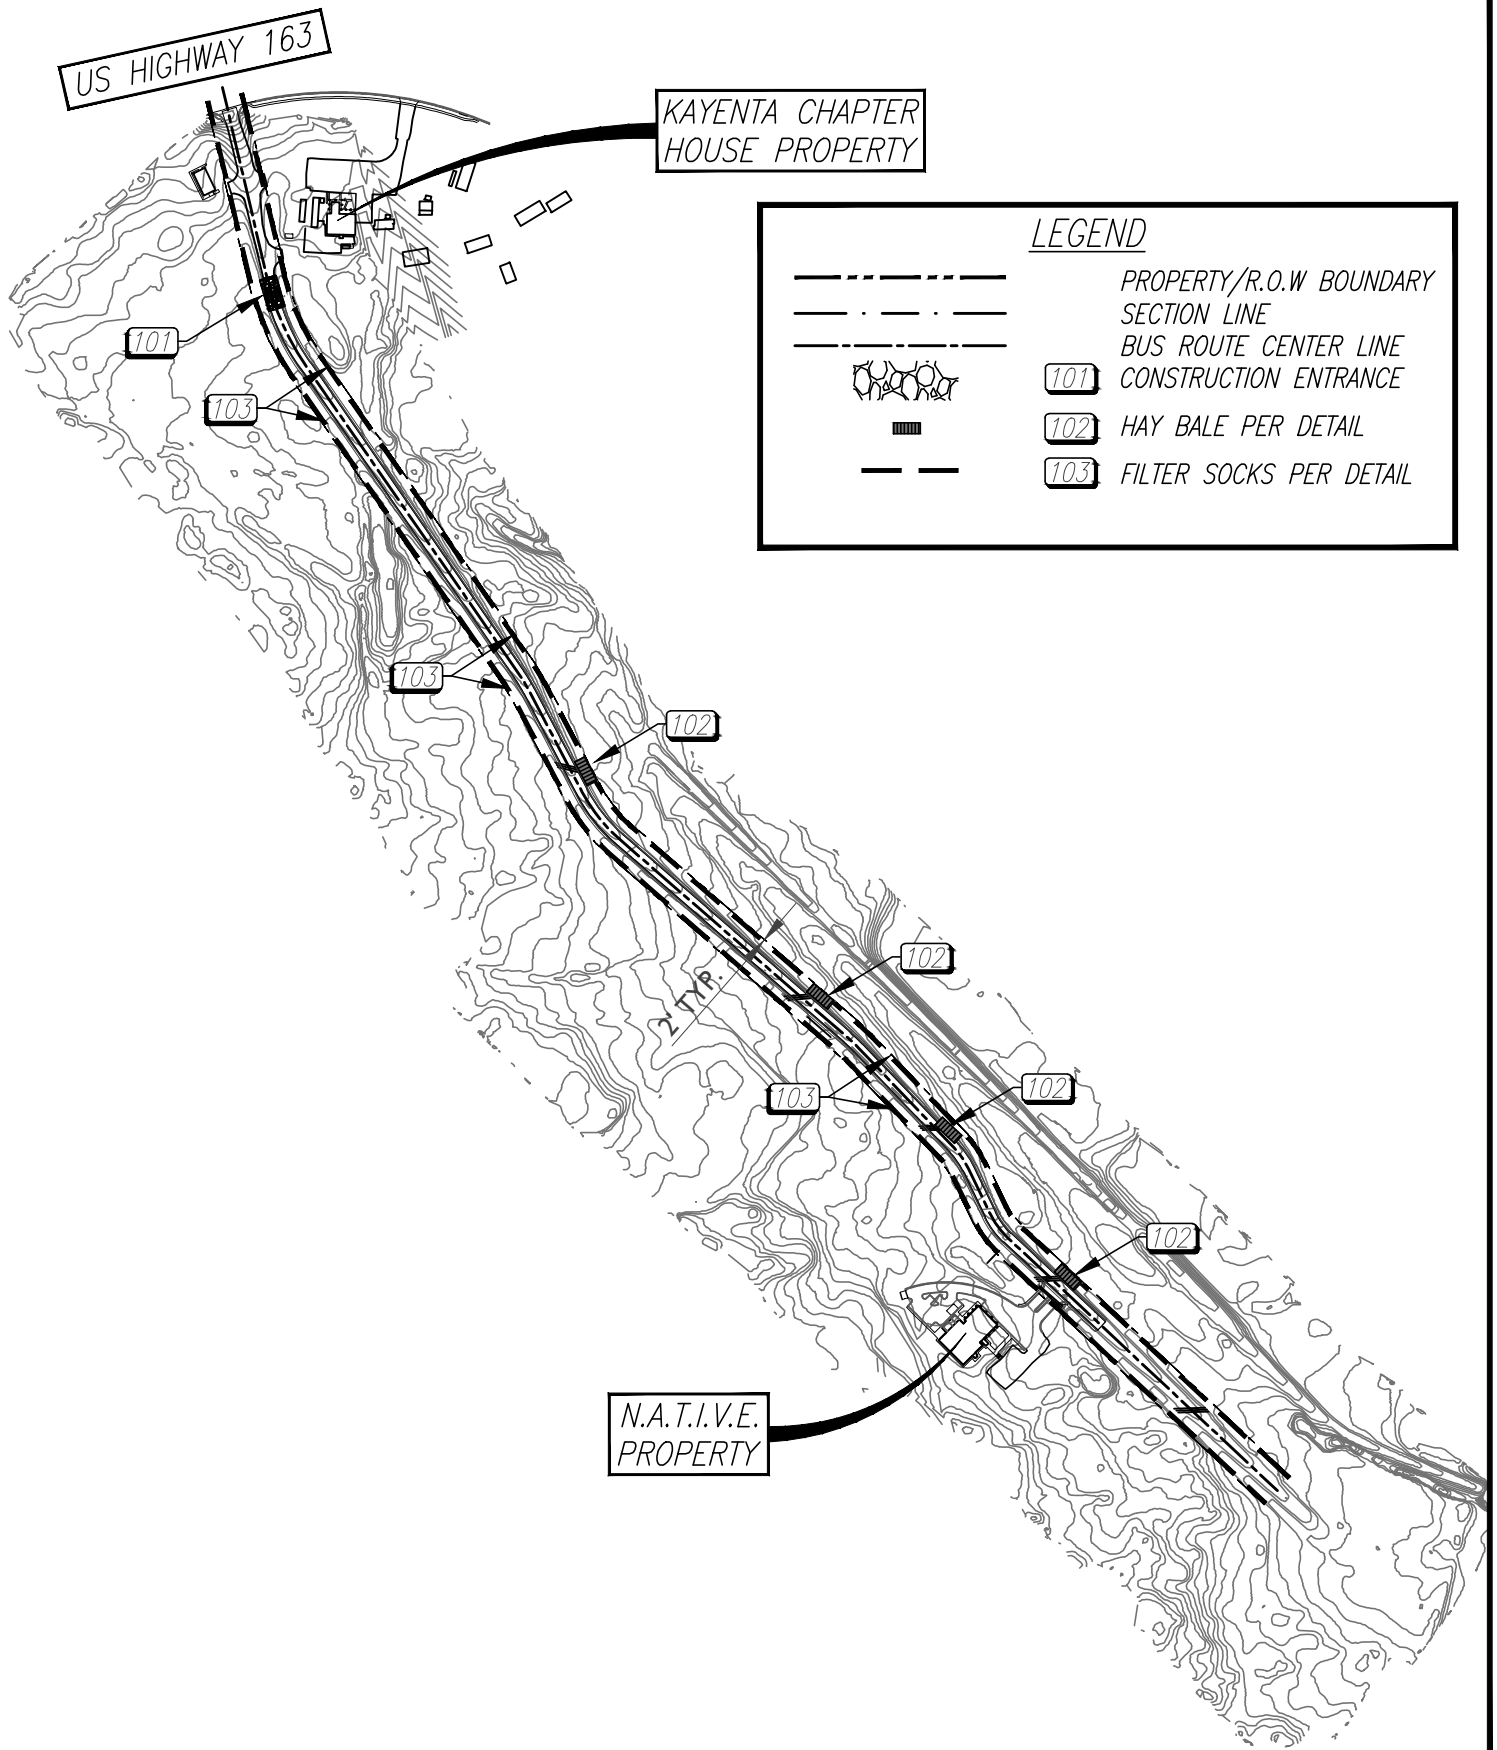 US HIGHWAY 163
KAYENTA CHAPTER
HOUSE PROPERTY
LEGEND
PROPERTY/R.O.W BOUNDARY
SECTION LINE
BUS ROUTE CENTER LINE
101 CONSTRUCTION ENTRANCE
102 HAY BALE PER DETAIL
103 FILTER SOCKS PER DETAIL
101
103
103
102
102
2' TYP.
102
103
102
N.A.T.I.V.E.
PROPERTY